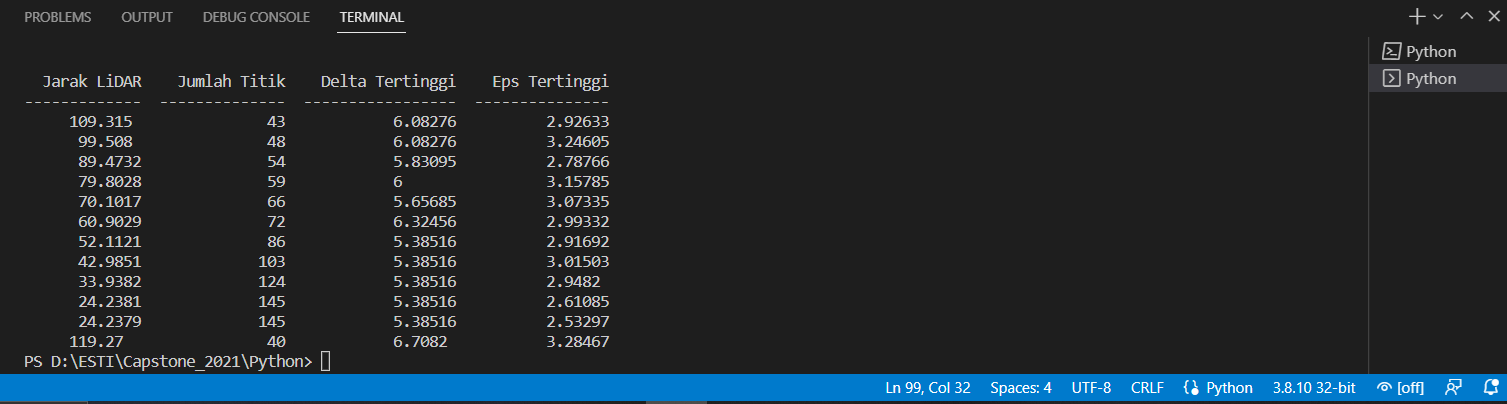 PROBLEMS OUTPUT DEBUG CONSOLE TERMINAL
Python
Python
Jarak LiDAR Jumlah Titik Delta Tertinggi Eps Tertinggi
------------- -------------- ----------------- ---------------
109.315 43 6.08276 2.92633
99.508 48 6.08276 3.24605
89.4732 54 5.83095 2.78766
79.8028 59 6 3.15785
70.1017 66 5.65685 3.07335
60.9029 72 6.32456 2.99332
52.1121 86 5.38516 2.91692
42.9851 103 5.38516 3.01503
33.9382 124 5.38516 2.9482
24.2381 145 5.38516 2.61085
24.2379 145 5.38516 2.53297
119.27 40 6.7082 3.28467
PS D:\ESTI\Capstone_2021\Python>
Ln 99, Col 32 Spaces: 4 UTF-8 CRLF Python 3.8.10 32-bit [off]